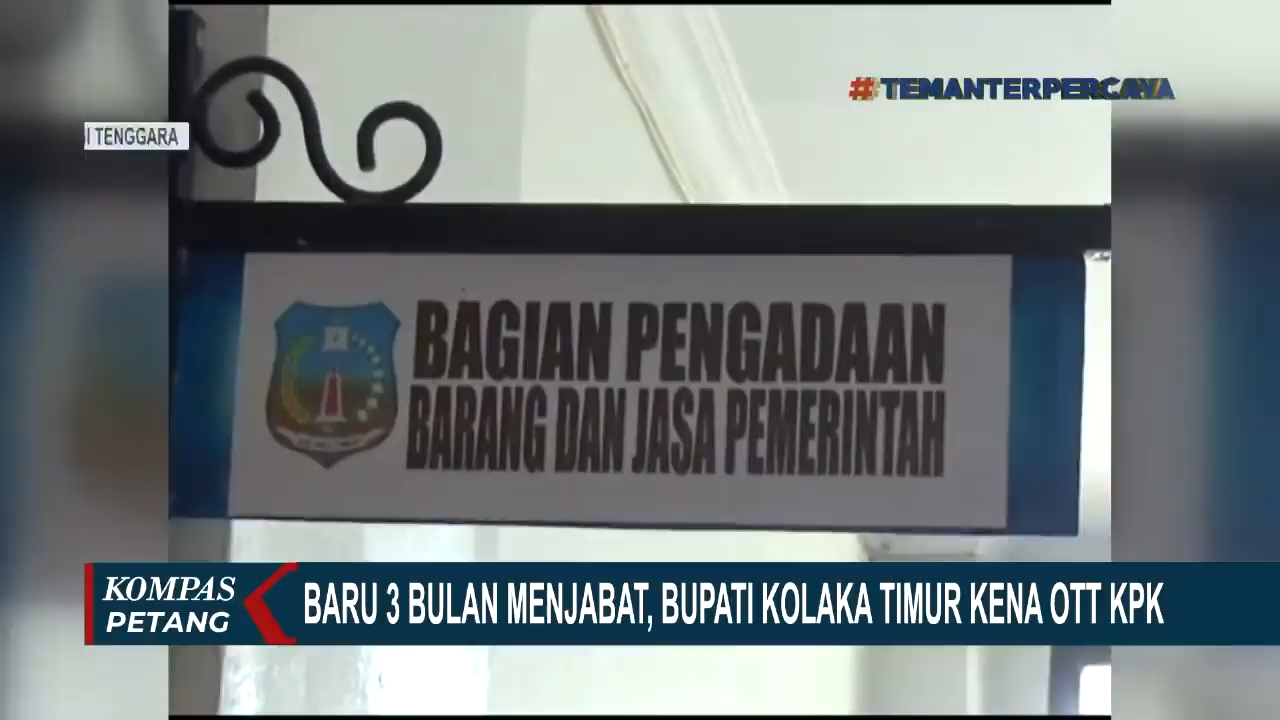 #TEMANTERPERCAYA
I TENGGARA
BAGIAN PENGADAAN
BARANG DAN JASA PEMERINTAH
KOMPAS PETANG
BARU 3 BULAN MENJABAT, BUPATI KOLAKA TIMUR KENA OTT KPK